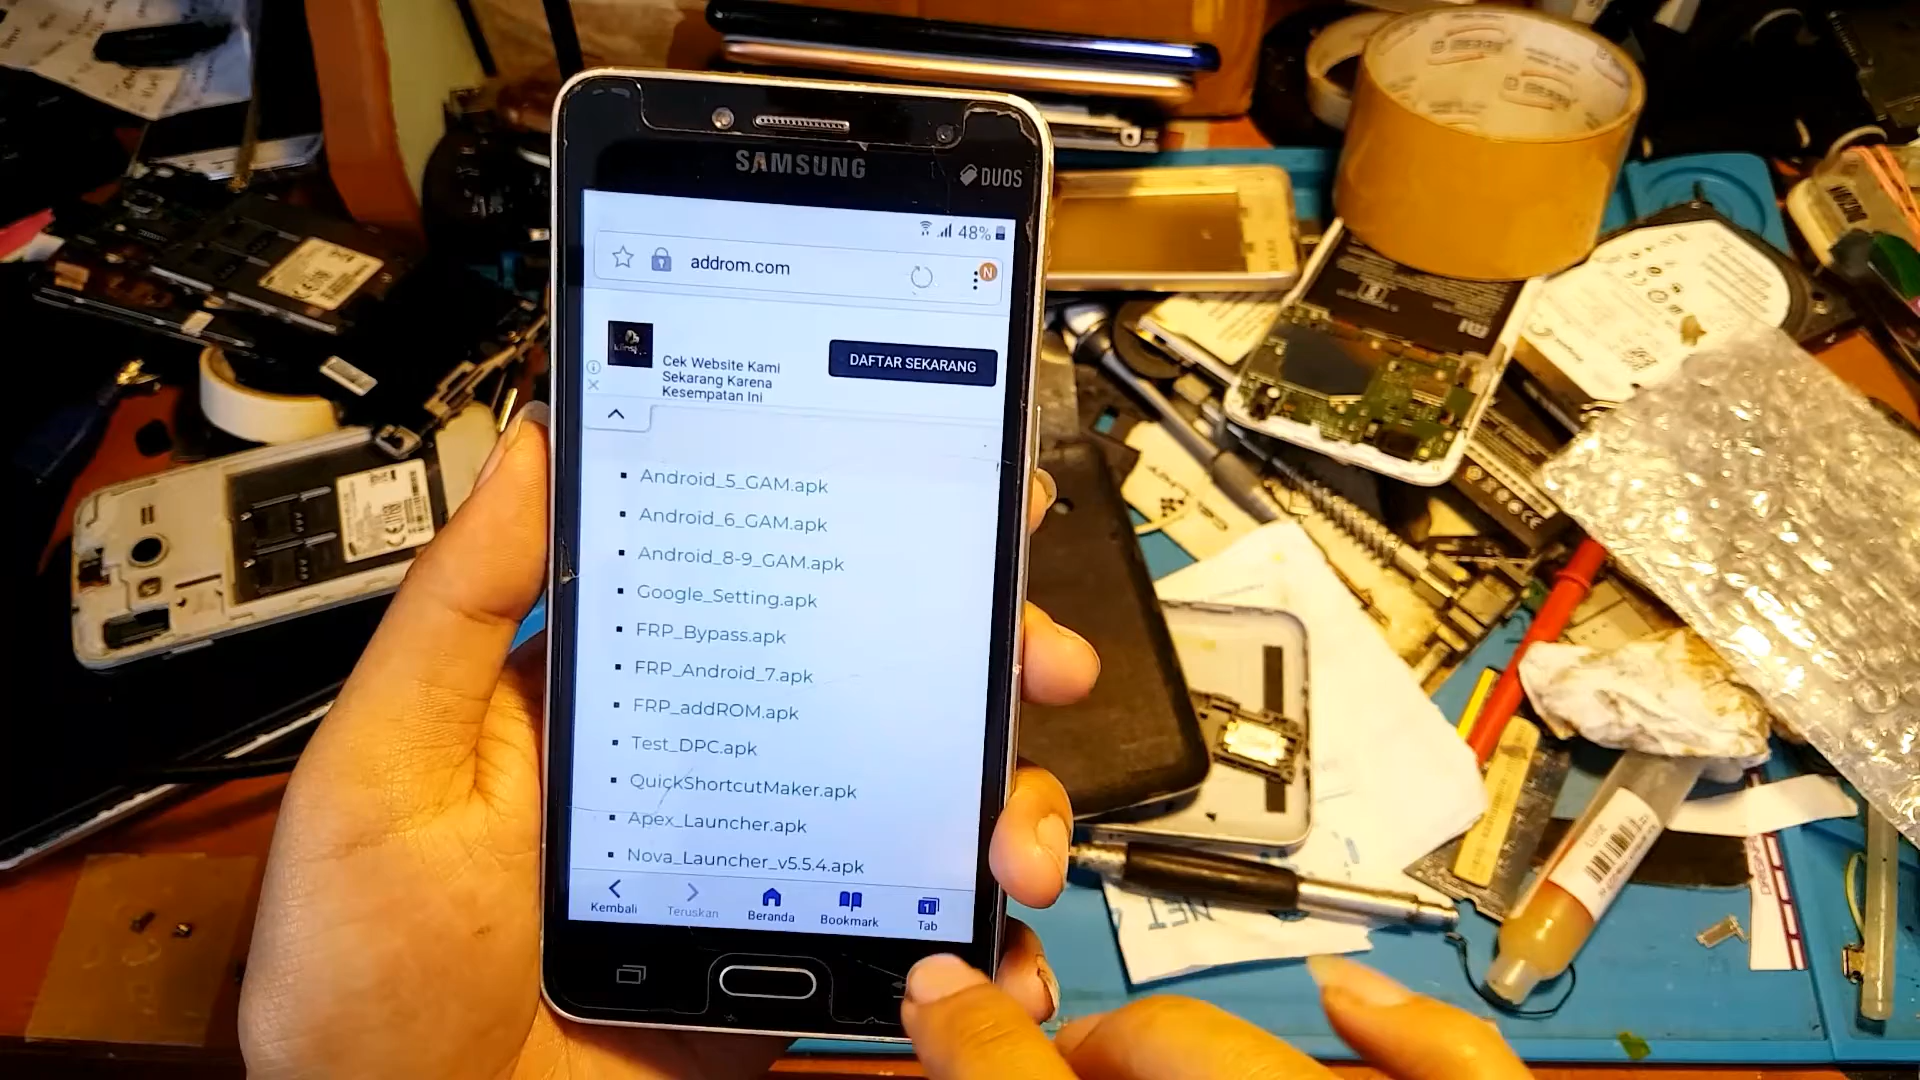 SAMSUNG
DUOS
48%
addrom.com
N
Cek Website Kami
Sekarang Karena
Kesempatan Ini
DAFTAR SEKARANG
Android_5_GAM.apk
Android_6_GAM.apk
Android_8-9_GAM.apk
Google_Setting.apk
FRP_Bypass.apk
FRP_Android_7.apk
FRP_addROM.apk
Test_DPC.apk
QuickShortcutMaker.apk
Apex_Launcher.apk
Nova_Launcher_v5.5.4.apk
Kembali
Teruskan
Beranda
Bookmark
1
Tab
NET